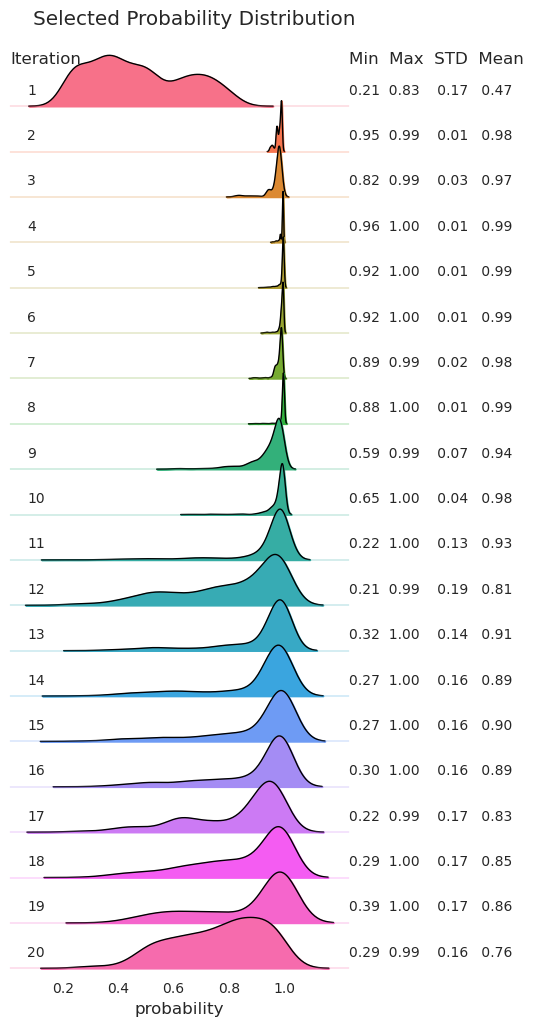 Selected Probability Distribution
Iteration Min Max STD Mean
1 0.21 0.83 0.17 0.47
2 0.95 0.99 0.01 0.98
3 0.82 0.99 0.03 0.97
4 0.96 1.00 0.01 0.99
5 0.92 1.00 0.01 0.99
6 0.92 1.00 0.01 0.99
7 0.89 0.99 0.02 0.98
8 0.88 1.00 0.01 0.99
9 0.59 0.99 0.07 0.94
10 0.65 1.00 0.04 0.98
11 0.22 1.00 0.13 0.93
12 0.21 0.99 0.19 0.81
13 0.32 1.00 0.14 0.91
14 0.27 1.00 0.16 0.89
15 0.27 1.00 0.16 0.90
16 0.30 1.00 0.16 0.89
17 0.22 0.99 0.17 0.83
18 0.29 1.00 0.17 0.85
19 0.39 1.00 0.17 0.86
20 0.29 0.99 0.16 0.76
0.2 0.4 0.6 0.8 1.0
probability